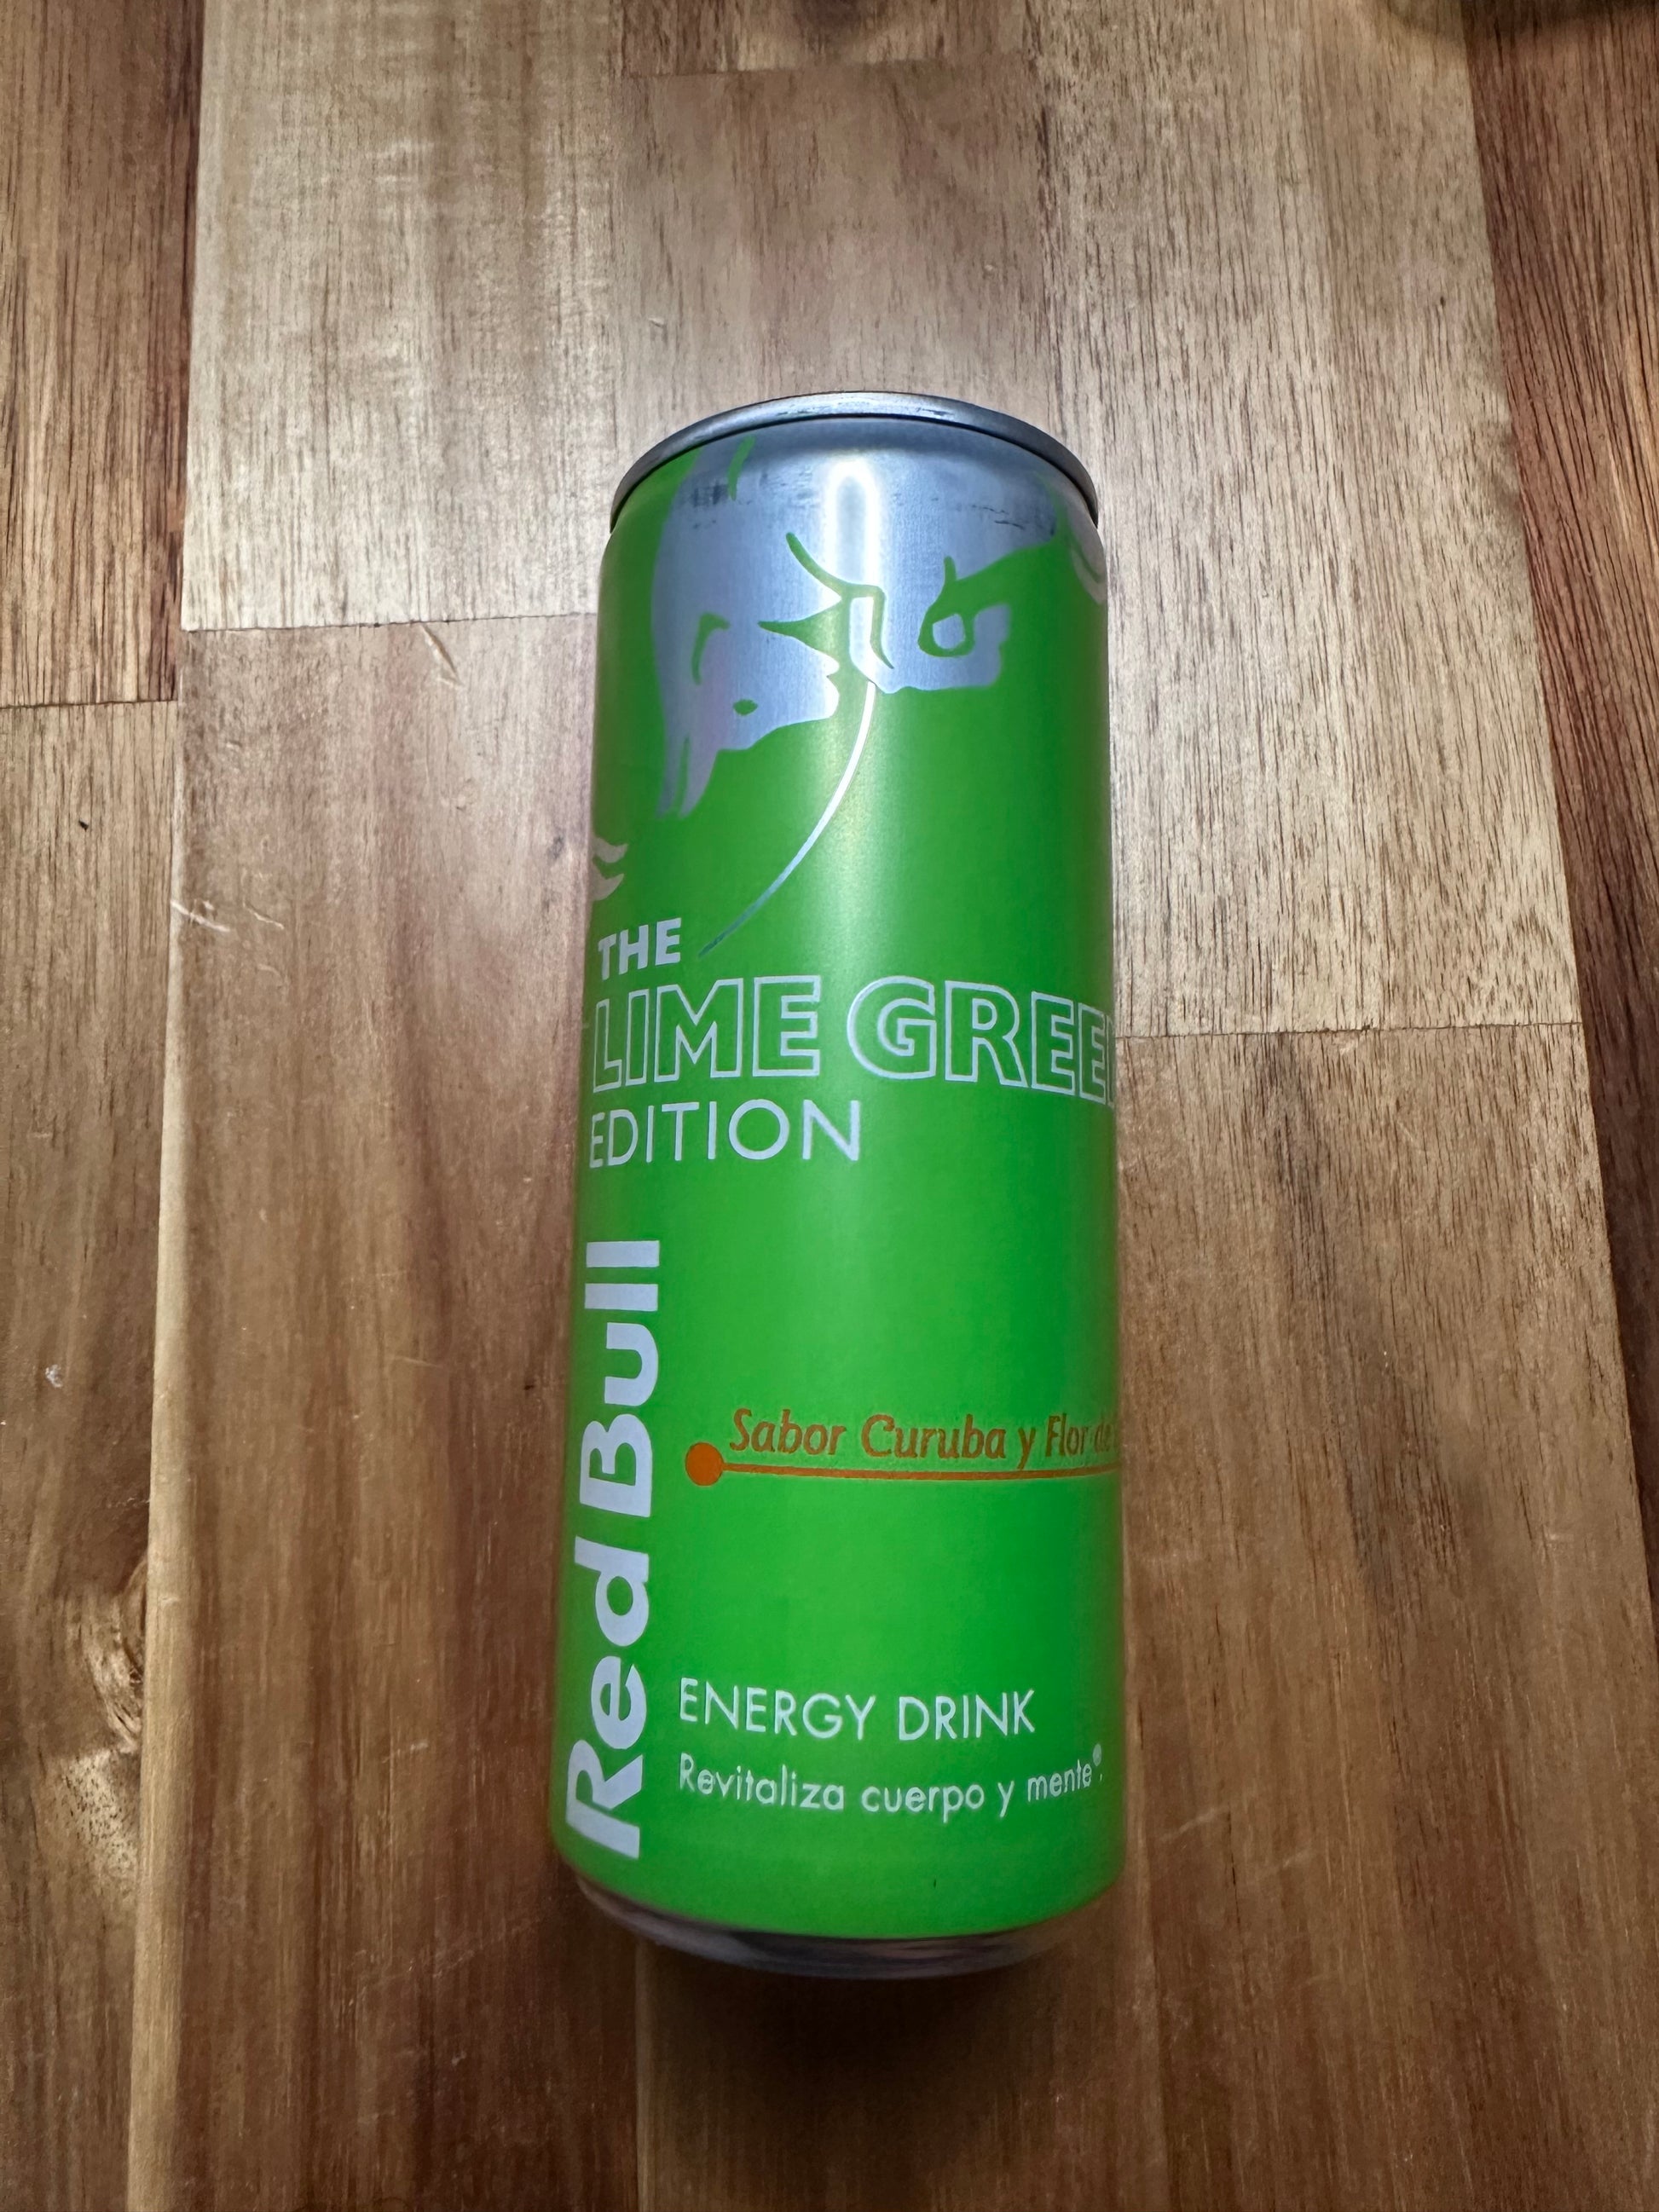 THE
LIME GREE
EDITION
Red Bull
Sabor Curuba y Flor de
ENERGY DRINK
Revitaliza cuerpo y mente®.